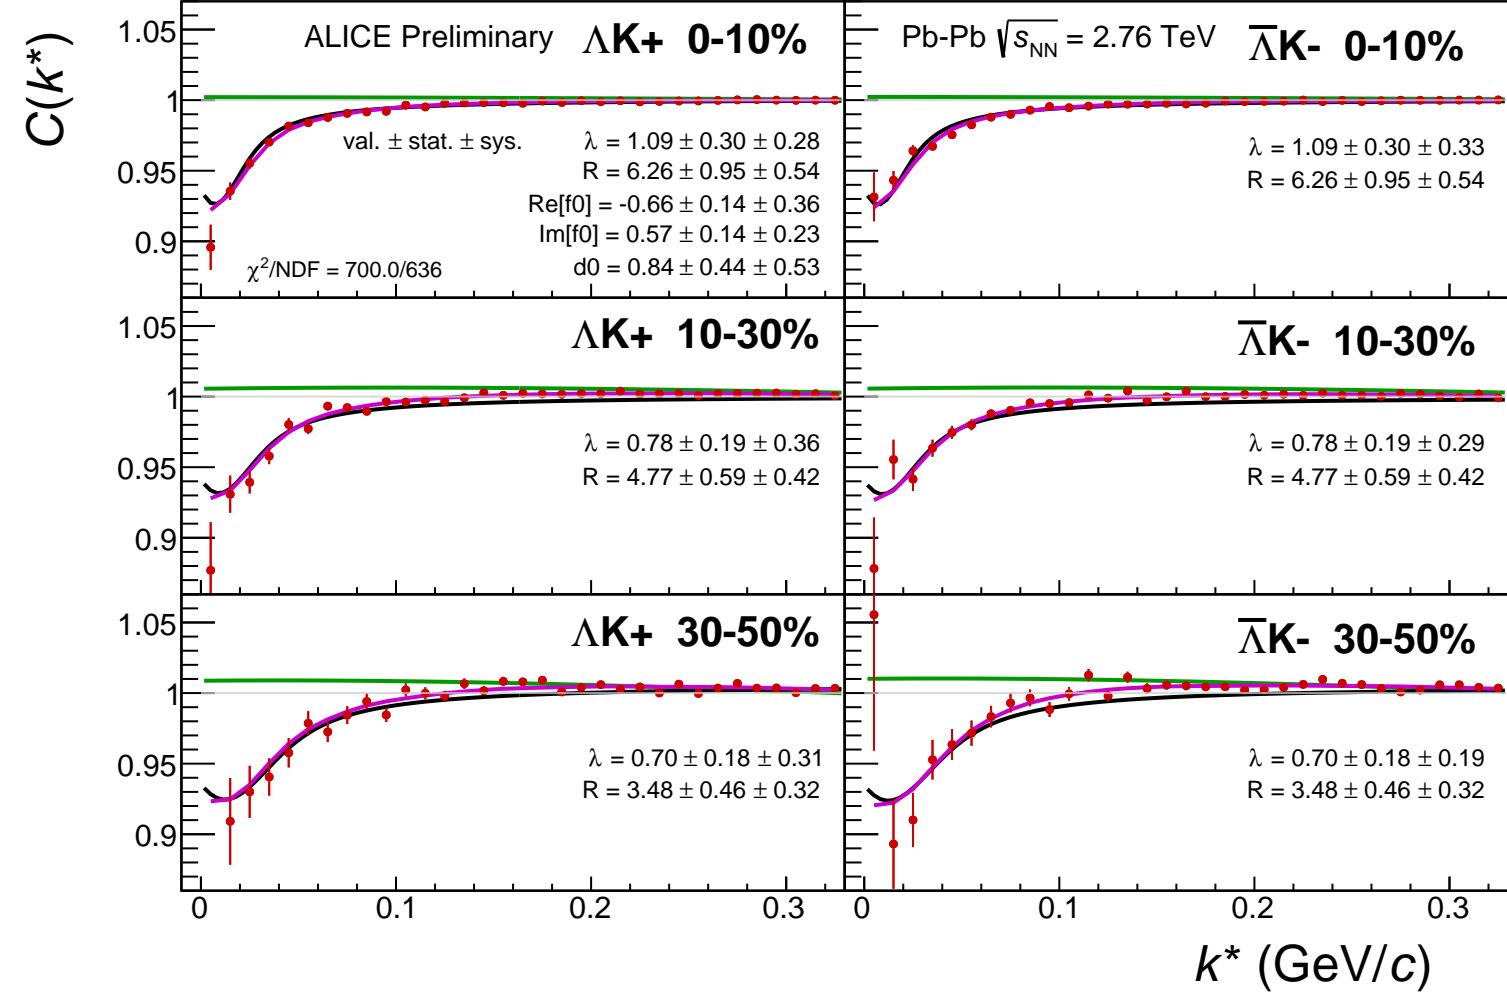 C(k*)
ALICE Preliminary ΛK+ 0-10%
val. ± stat. ± sys.
λ = 1.09 ± 0.30 ± 0.28
R = 6.26 ± 0.95 ± 0.54
Re[f0] = -0.66 ± 0.14 ± 0.36
Im[f0] = 0.57 ± 0.14 ± 0.23
d0 = 0.84 ± 0.44 ± 0.53
χ²/NDF = 700.0/636
1.05
1
0.95
0.9
Pb-Pb √s_NN = 2.76 TeV Λ̅K- 0-10%
λ = 1.09 ± 0.30 ± 0.33
R = 6.26 ± 0.95 ± 0.54
ΛK+ 10-30%
λ = 0.78 ± 0.19 ± 0.36
R = 4.77 ± 0.59 ± 0.42
1.05
1
0.95
0.9
Λ̅K- 10-30%
λ = 0.78 ± 0.19 ± 0.29
R = 4.77 ± 0.59 ± 0.42
ΛK+ 30-50%
λ = 0.70 ± 0.18 ± 0.31
R = 3.48 ± 0.46 ± 0.32
1.05
1
0.95
0.9
Λ̅K- 30-50%
λ = 0.70 ± 0.18 ± 0.19
R = 3.48 ± 0.46 ± 0.32
0 0.1 0.2 0.3
0 0.1 0.2 0.3
k* (GeV/c)